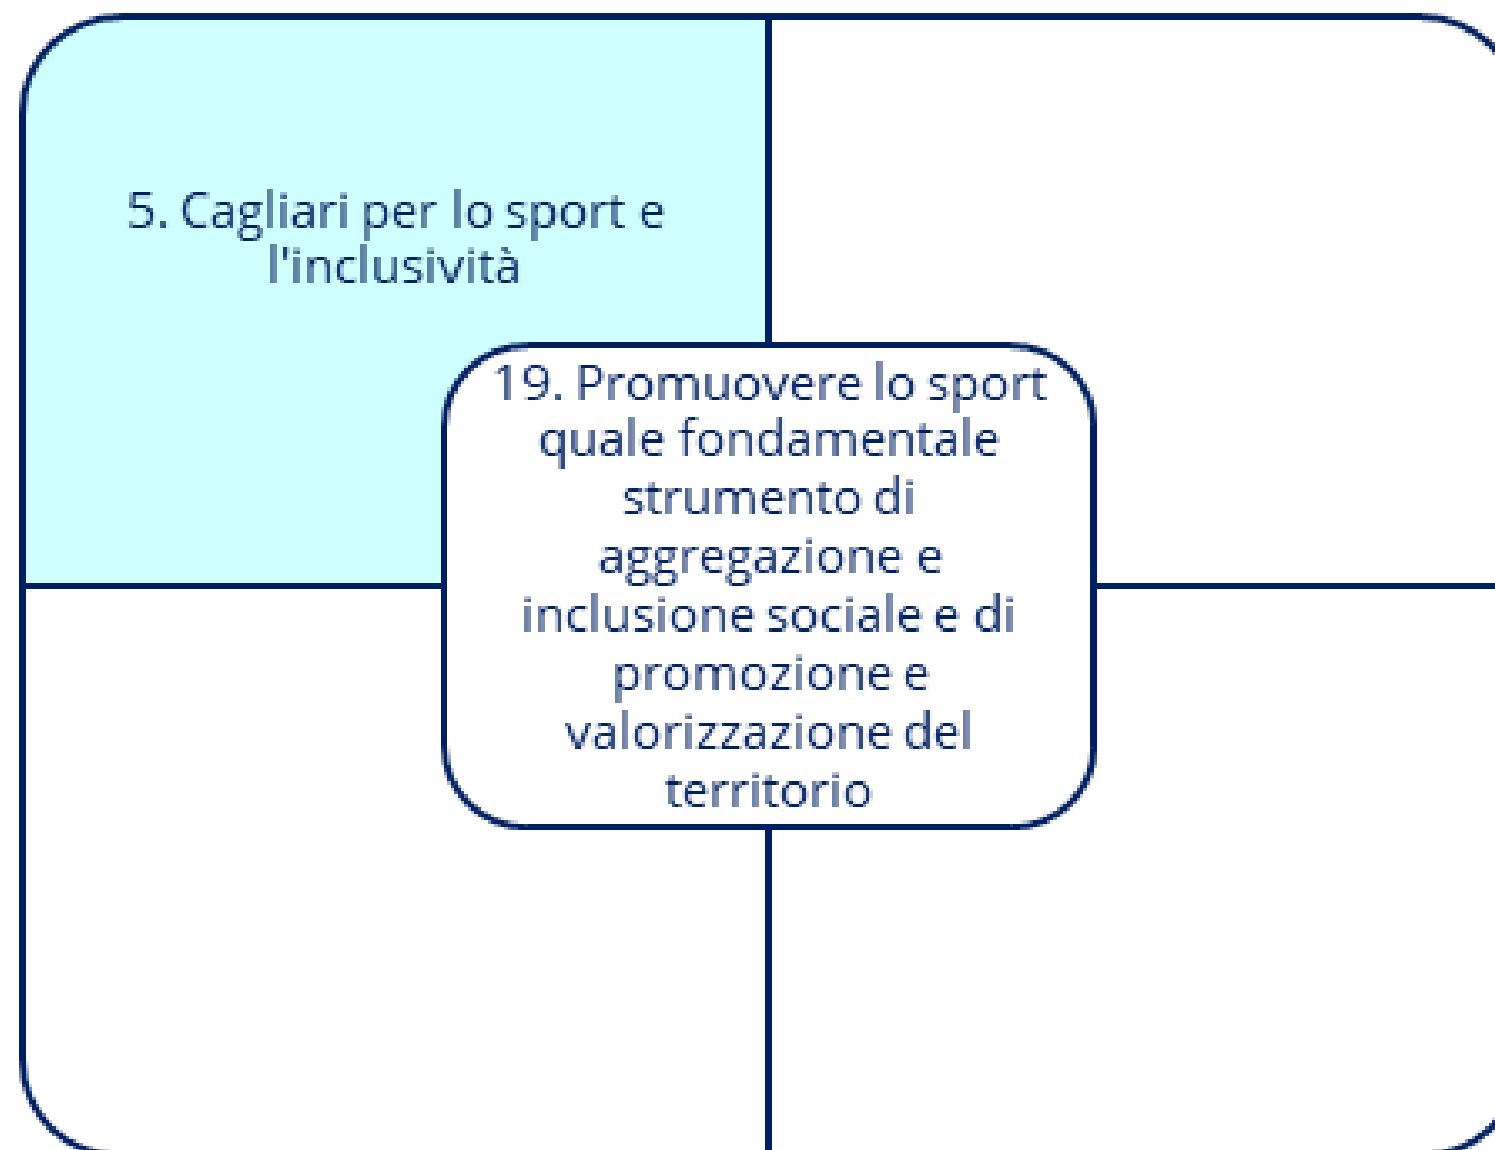 5. Cagliari per lo sport e
l'inclusività
19. Promuovere lo sport
quale fondamentale
strumento di
aggregazione e
inclusione sociale e di
promozione e
valorizzazione del
territorio